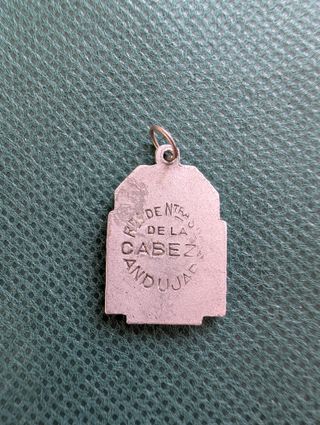 DE NTRA S
DE LA
CABEZ
ANDUJAR